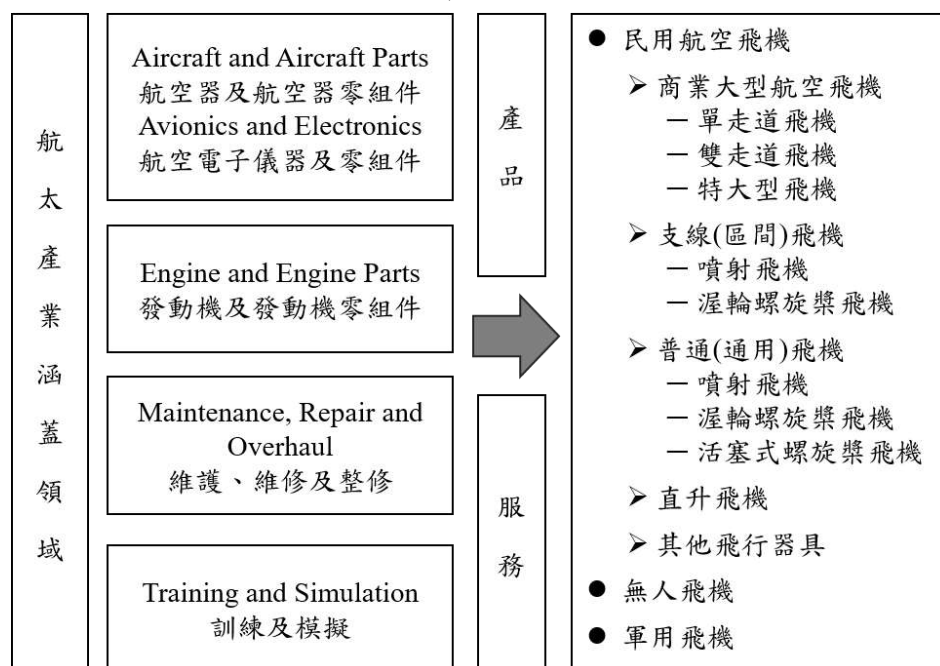 航太產業涵蓋領域
Aircraft and Aircraft Parts
航空器及航空器零組件
Avionics and Electronics
航空電子儀器及零組件
Engine and Engine Parts
發動機及發動機零組件
Maintenance, Repair and
Overhaul
維護、維修及整修
Training and Simulation
訓練及模擬
產品
服務
● 民用航空飛機
➢ 商業大型航空飛機
－單走道飛機
－雙走道飛機
－特大型飛機
➢ 支線(區間)飛機
－噴射飛機
－渥輪螺旋槳飛機
➢ 普通(通用)飛機
－噴射飛機
－渥輪螺旋槳飛機
－活塞式螺旋槳飛機
➢ 直升飛機
➢ 其他飛行器具
● 無人飛機
● 軍用飛機